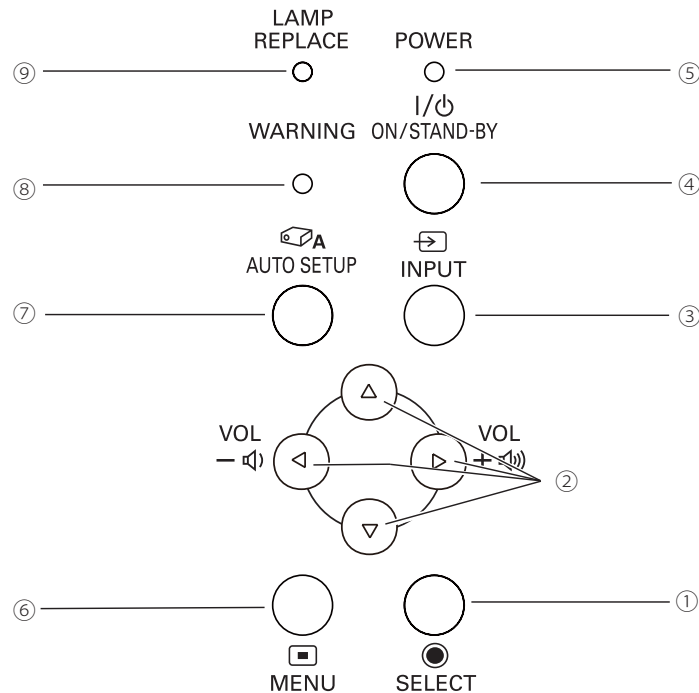 LAMP
REPLACE
POWER
⑨
⑤
I/⏻
WARNING
ON/STAND-BY
⑧
④
A
AUTO SETUP
INPUT
⑦
③
VOL
VOL
−
+
②
⑥
①
MENU
SELECT